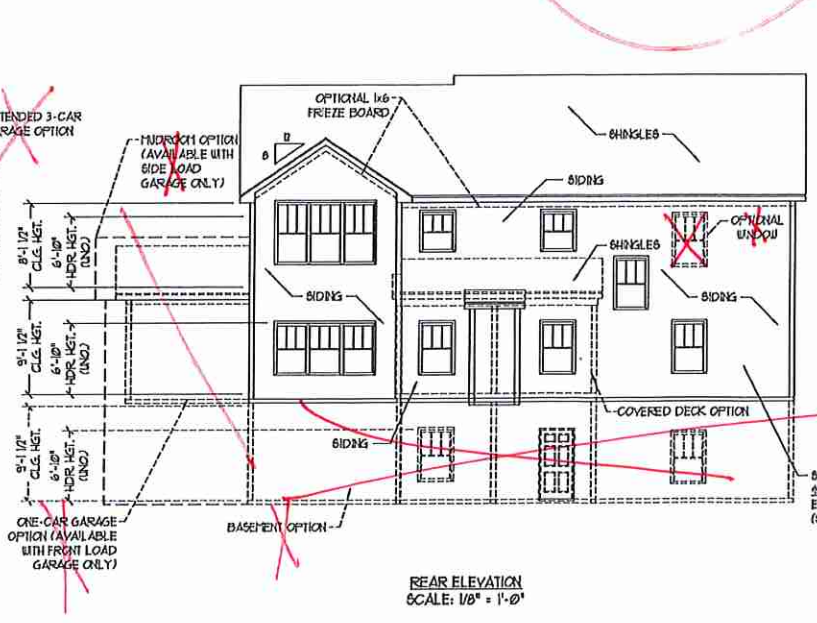 OPTIONAL 1x6
FRIEZE BOARD
TENDED 3-CAR
RAGE OPTION
MUDROOM OPTION
(AVAILABLE WITH
SIDE LOAD
GARAGE ONLY)
12
8
SHINGLES
SIDING
OPTIONAL
WINDOW
SHINGLES
8'-1 1/2"
CLG. HGT.
6'-10"
HDR. HGT.
(UNO.)
SIDING
SIDING
9'-1 1/2"
CLG. HGT.
6'-10"
HDR. HGT.
(UNO.)
COVERED DECK OPTION
SIDING
9'-1 1/2"
CLG. HGT.
6'-10"
HDR. HGT.
(UNO.)
ONE-CAR GARAGE
OPTION (AVAILABLE
WITH FRONT LOAD
GARAGE ONLY)
BASEMENT OPTION
REAR ELEVATION
SCALE: 1/8" = 1'-0"